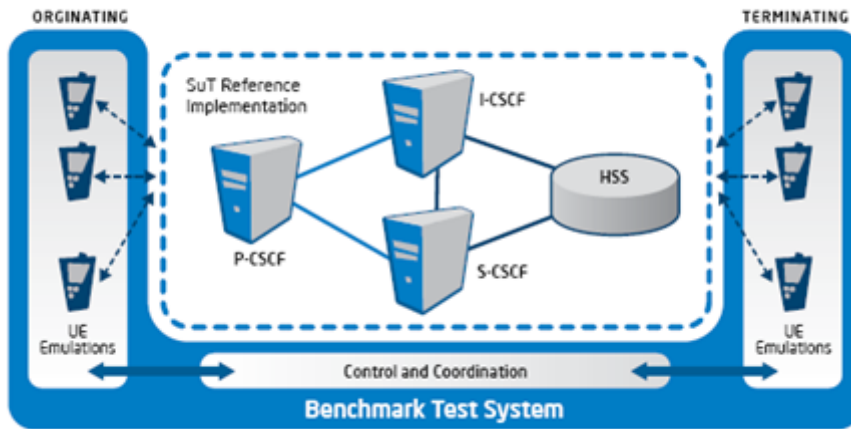 ORGINATING
TERMINATING
SuT Reference
Implementation
I-CSCF
HSS
P-CSCF
S-CSCF
UE
Emulations
UE
Emulations
Control and Coordination
Benchmark Test System